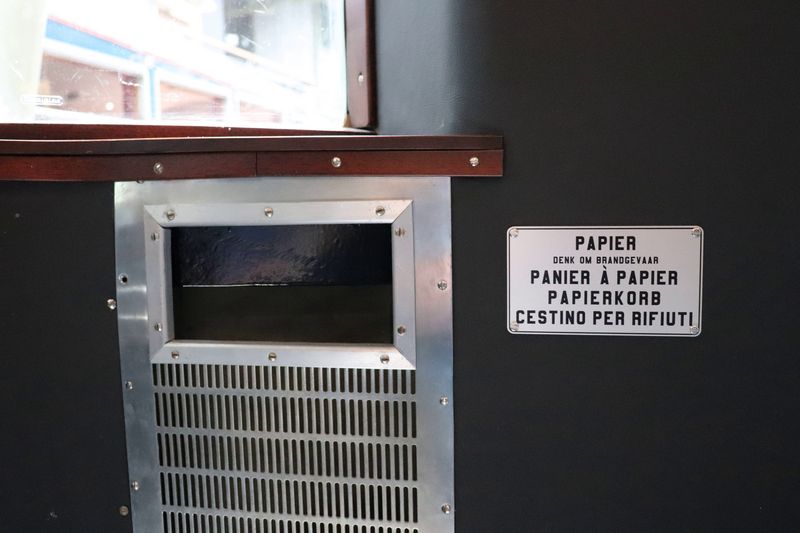 PAPIER
DENK OM BRANDGEVAAR
PANIER À PAPIER
PAPIERKORB
CESTINO PER RIFIUTI